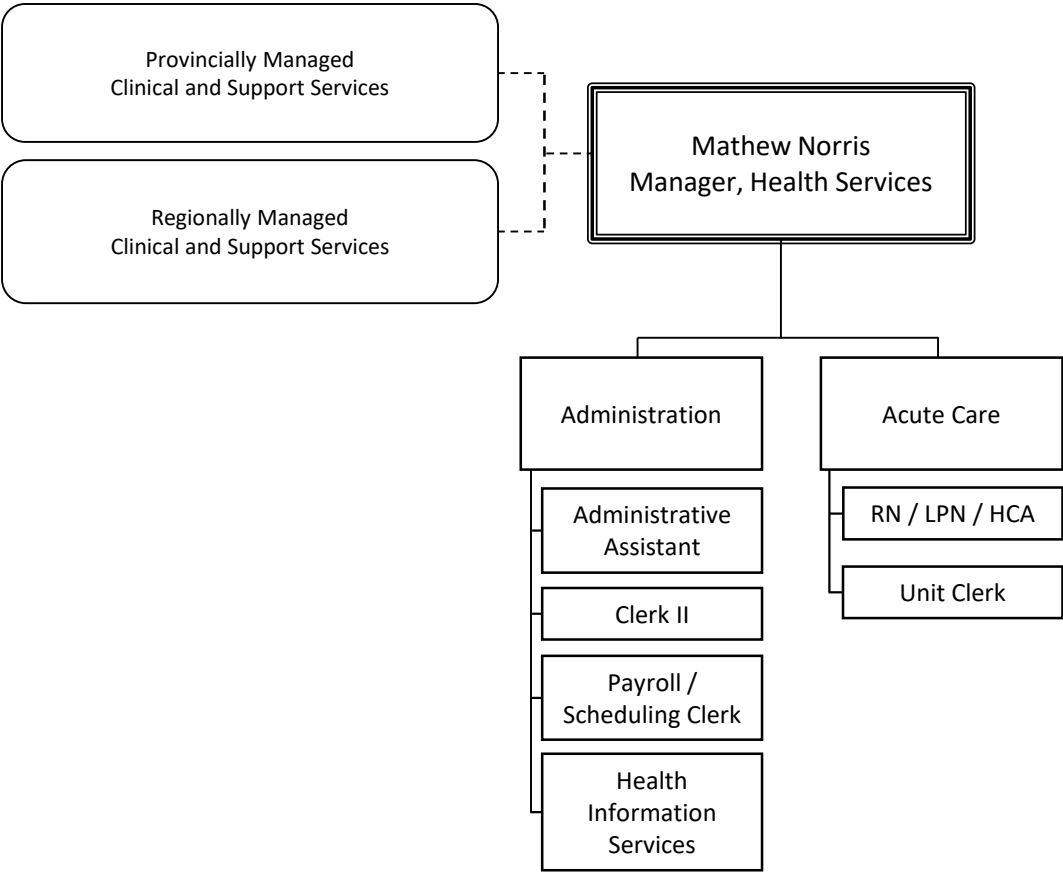 Provincially Managed
Clinical and Support Services
Regionally Managed
Clinical and Support Services
Mathew Norris
Manager, Health Services
Administration
Administrative
Assistant
Clerk II
Payroll /
Scheduling Clerk
Health
Information
Services
Acute Care
RN / LPN / HCA
Unit Clerk